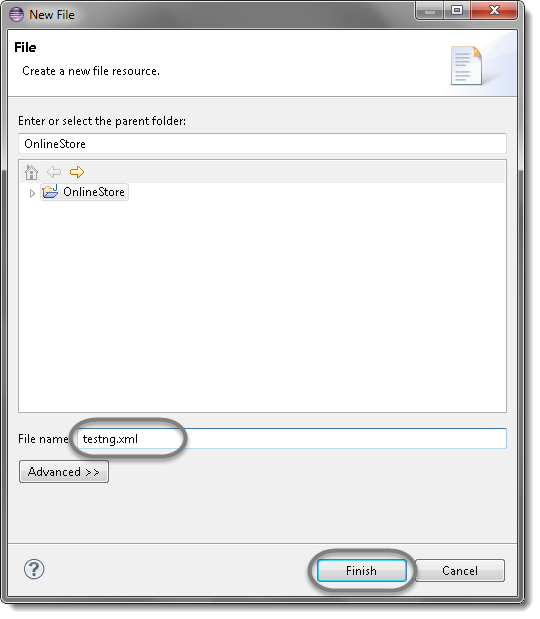 New File
File
Create a new file resource.
Enter or select the parent folder:
OnlineStore
OnlineStore
File name: testng.xml
Advanced >>
?
Finish Cancel